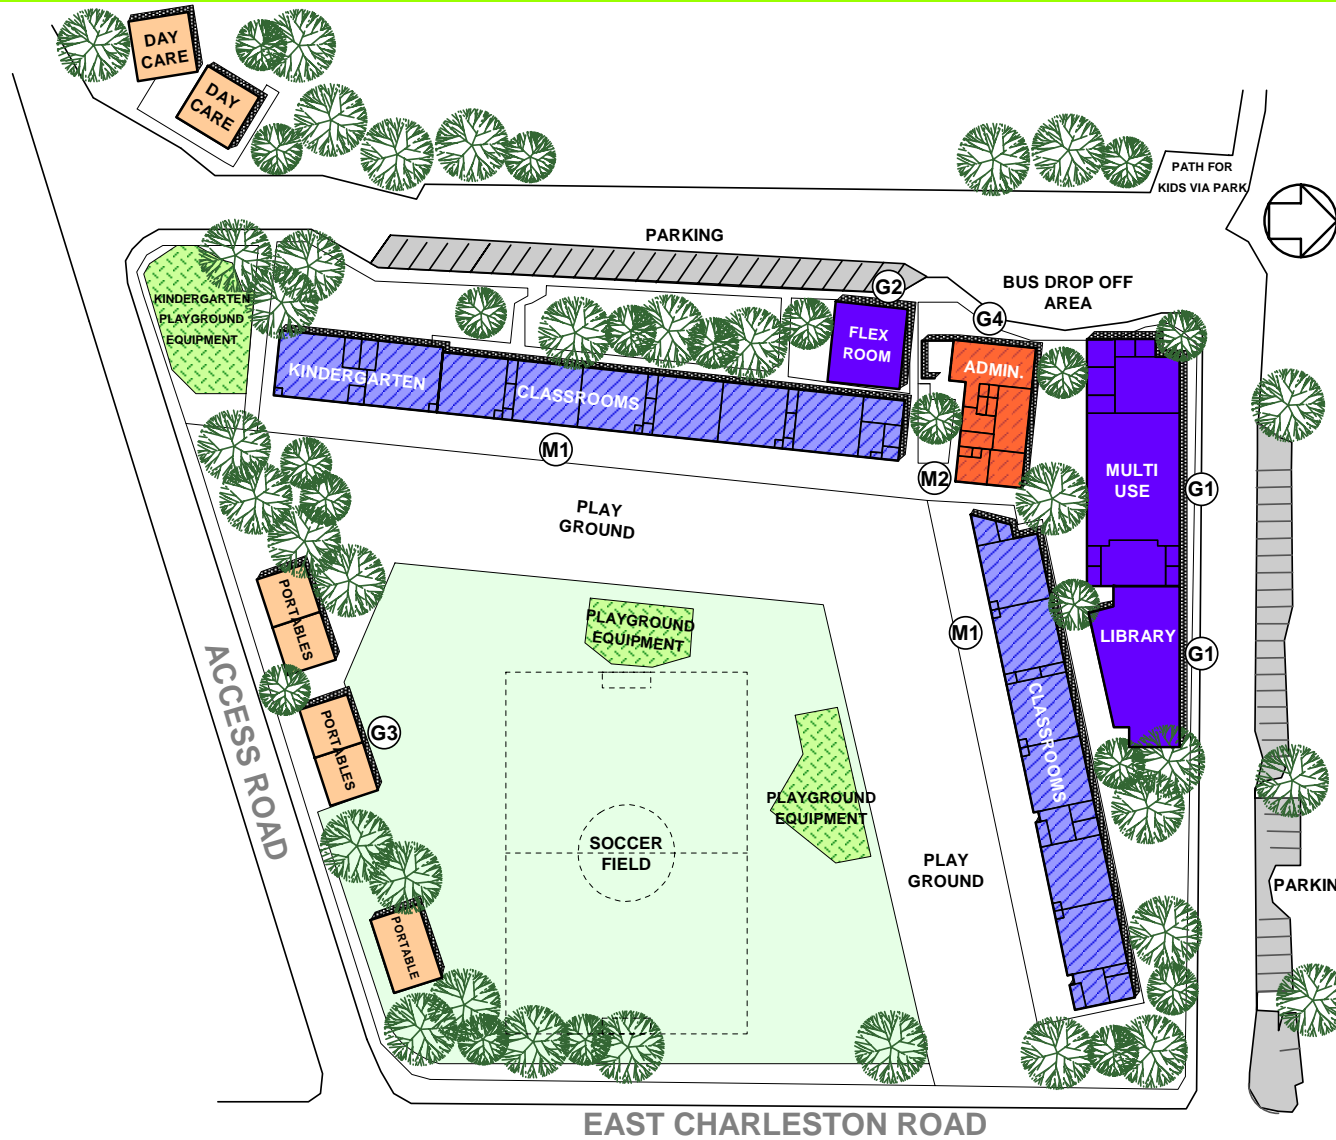 DAY
CARE
DAY
CARE
PATH FOR
KIDS VIA PARK
PARKING
BUS DROP OFF
AREA
G2
G4
KINDERGARTEN
PLAYGROUND
EQUIPMENT
FLEX
ROOM
ADMIN.
KINDERGARTEN
CLASSROOMS
M1
M2
MULTI
USE
G1
PLAY
GROUND
PORTABLES
PLAYGROUND
EQUIPMENT
M1
LIBRARY
G1
ACCESS ROAD
PORTABLES
G3
CLASSROOMS
PLAYGROUND
EQUIPMENT
SOCCER
FIELD
PLAY
GROUND
PARKIN
PORTABLE
EAST CHARLESTON ROAD